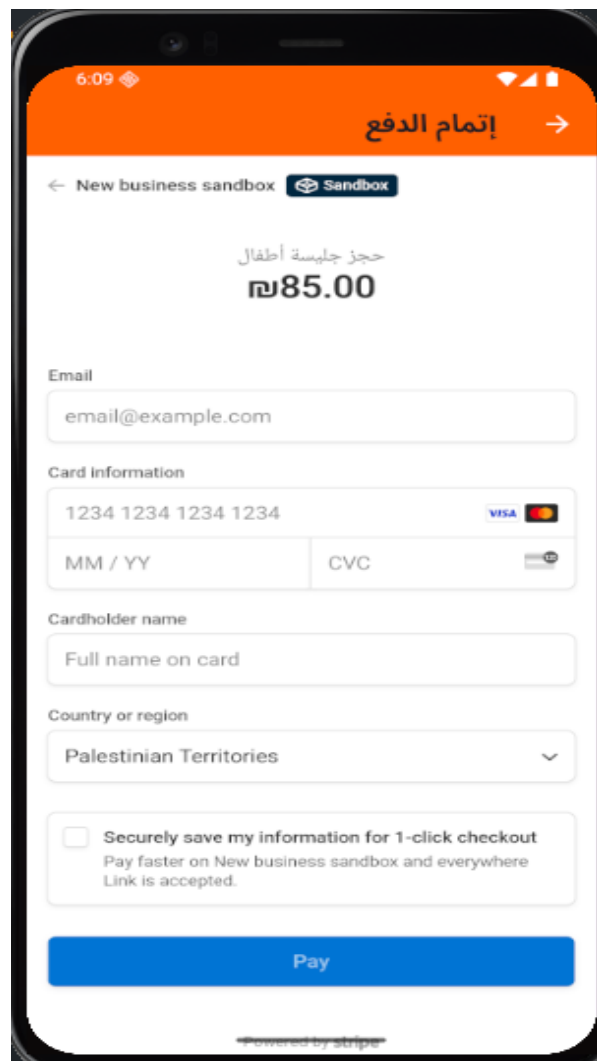 6:09
إتمام الدفع →
← New business sandbox Sandbox
حجز جليسة أطفال
₪85.00
Email
email@example.com
Card information
1234 1234 1234 1234 VISA
MM / YY CVC
Cardholder name
Full name on card
Country or region
Palestinian Territories
Securely save my information for 1-click checkout
Pay faster on New business sandbox and everywhere
Link is accepted.
Pay
Powered by stripe